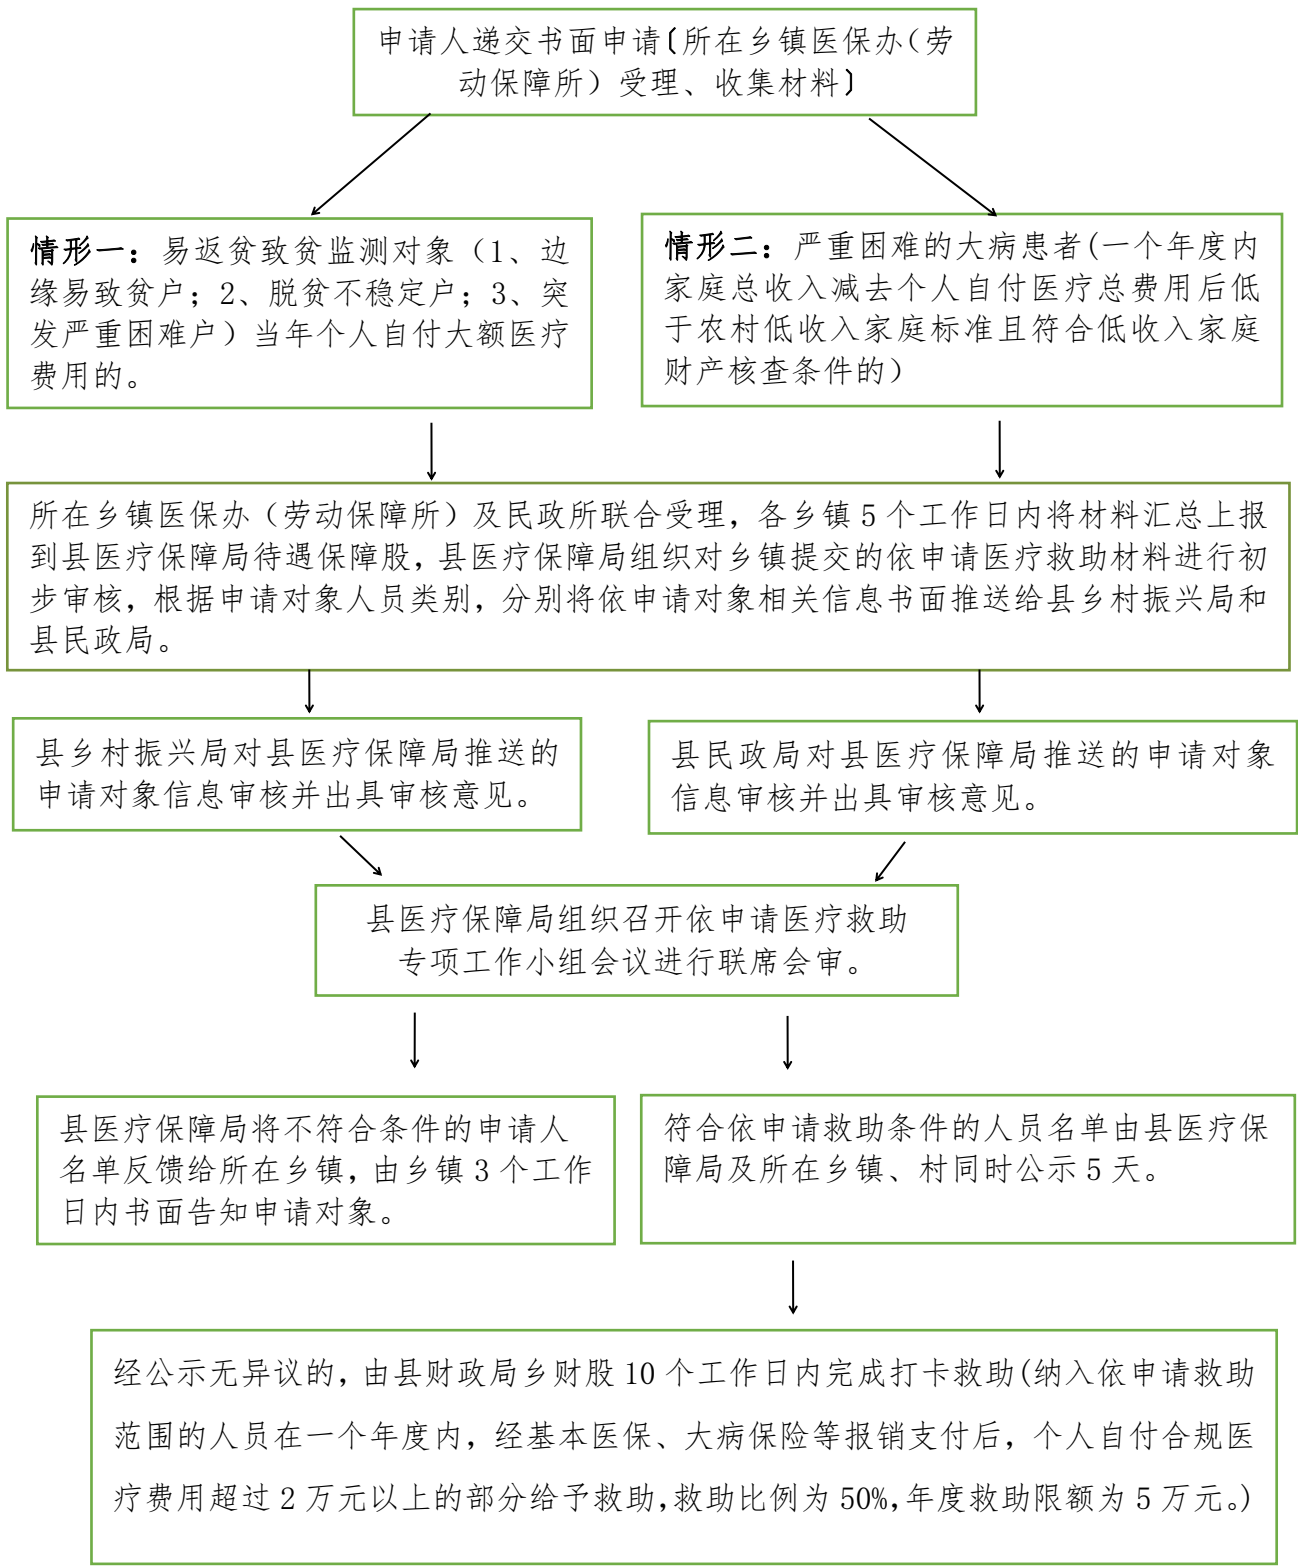 申请人递交书面申请〔所在乡镇医保办（劳
动保障所）受理、收集材料〕
情形一：易返贫致贫监测对象（1、边
缘易致贫户；2、脱贫不稳定户；3、突
发严重困难户）当年个人自付大额医疗
费用的。
情形二：严重困难的大病患者(一个年度内
家庭总收入减去个人自付医疗总费用后低
于农村低收入家庭标准且符合低收入家庭
财产核查条件的）
所在乡镇医保办（劳动保障所）及民政所联合受理，各乡镇 5 个工作日内将材料汇总上报
到县医疗保障局待遇保障股，县医疗保障局组织对乡镇提交的依申请医疗救助材料进行初
步审核，根据申请对象人员类别，分别将依申请对象相关信息书面推送给县乡村振兴局和
县民政局。
县乡村振兴局对县医疗保障局推送的
申请对象信息审核并出具审核意见。
县民政局对县医疗保障局推送的申请对象
信息审核并出具审核意见。
县医疗保障局组织召开依申请医疗救助
专项工作小组会议进行联席会审。
县医疗保障局将不符合条件的申请人
名单反馈给所在乡镇，由乡镇 3 个工作
日内书面告知申请对象。
符合依申请救助条件的人员名单由县医疗保
障局及所在乡镇、村同时公示 5 天。
经公示无异议的，由县财政局乡财股 10 个工作日内完成打卡救助(纳入依申请救助
范围的人员在一个年度内，经基本医保、大病保险等报销支付后，个人自付合规医
疗费用超过 2 万元以上的部分给予救助，救助比例为 50%，年度救助限额为 5 万元。)